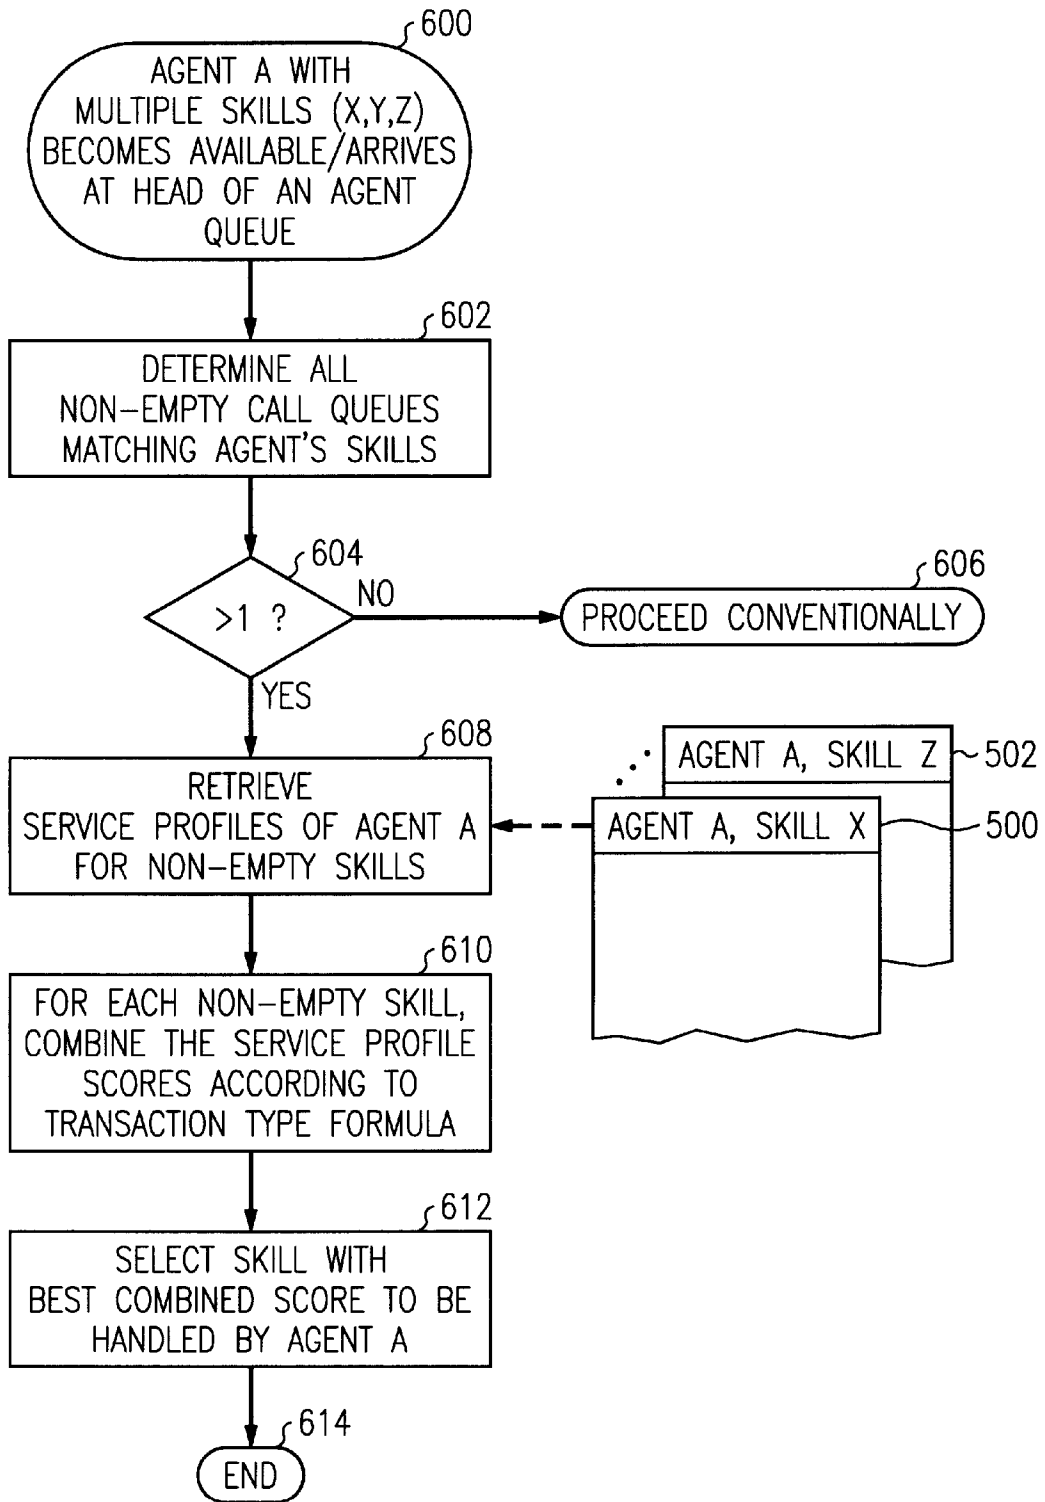 600
AGENT A WITH
MULTIPLE SKILLS (X,Y,Z)
BECOMES AVAILABLE/ARRIVES
AT HEAD OF AN AGENT
QUEUE
602
DETERMINE ALL
NON-EMPTY CALL QUEUES
MATCHING AGENT'S SKILLS
604
>1 ?
NO
606
PROCEED CONVENTIONALLY
YES
608
RETRIEVE
SERVICE PROFILES OF AGENT A
FOR NON-EMPTY SKILLS
AGENT A, SKILL Z
502
AGENT A, SKILL X
500
610
FOR EACH NON-EMPTY SKILL,
COMBINE THE SERVICE PROFILE
SCORES ACCORDING TO
TRANSACTION TYPE FORMULA
612
SELECT SKILL WITH
BEST COMBINED SCORE TO BE
HANDLED BY AGENT A
614
END